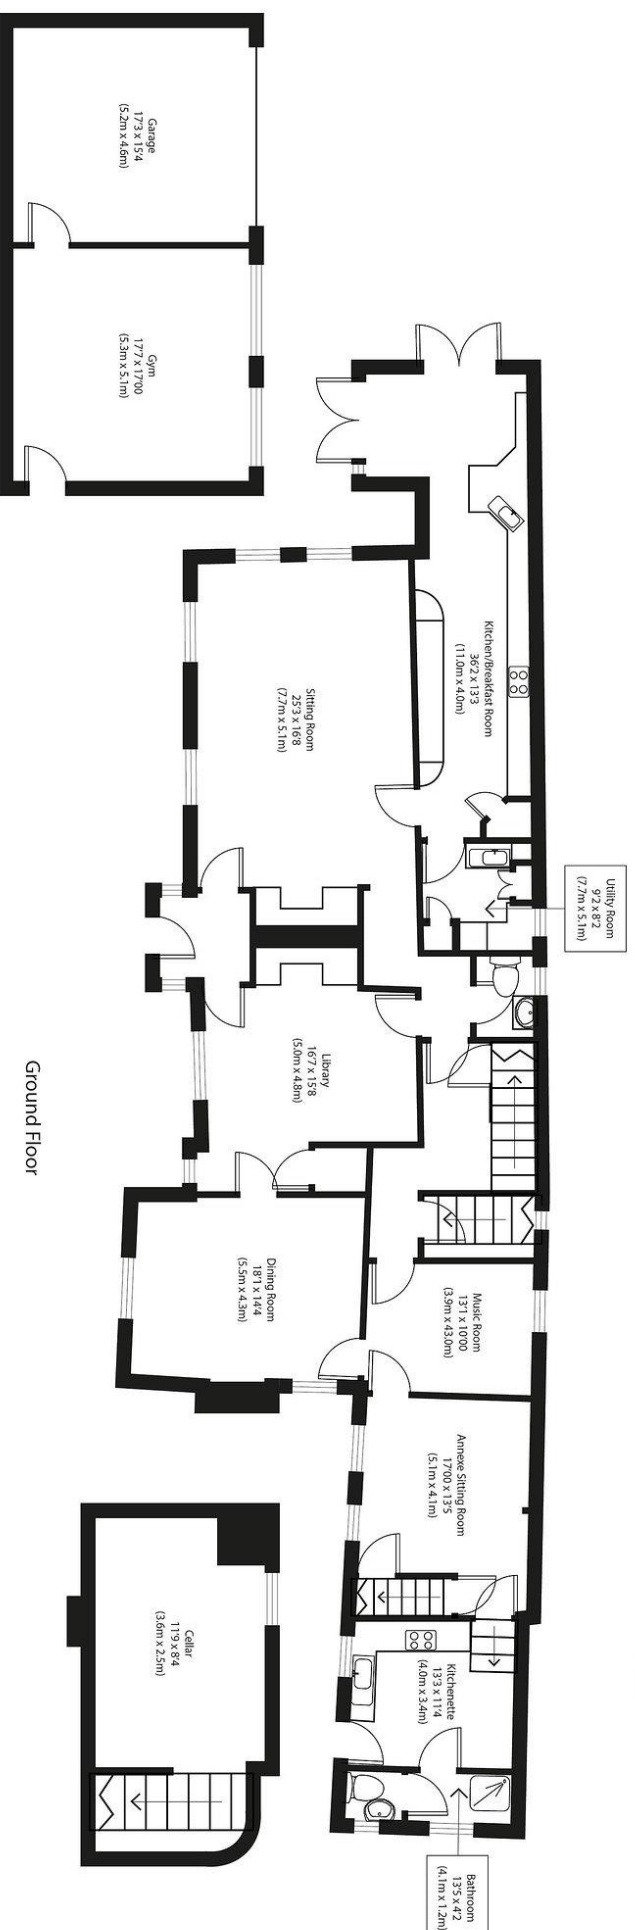 Garage
17'3 x 15'4
(5.2m x 4.6m)
Gym
17'7 x 17'00
(5.3m x 5.1m)
Kitchen/Breakfast Room
36'2 x 13'3
(11.0m x 4.0m)
Sitting Room
25'3 x 16'8
(7.7m x 5.1m)
Utility Room
9'2 x 8'2
(7.7m x 5.1m)
Library
16'7 x 15'8
(5.0m x 4.8m)
Ground Floor
Dining Room
18'1 x 14'4
(5.5m x 4.3m)
Music Room
13'1 x 10'00
(3.9m x 43.0m)
Annexe Sitting Room
17'00 x 13'5
(5.1m x 4.1m)
Cellar
11'9 x 8'4
(3.6m x 2.5m)
Kitchenette
13'3 x 11'4
(4.0m x 3.4m)
Bathroom
13'5 x 4'2
(4.1m x 1.2m)